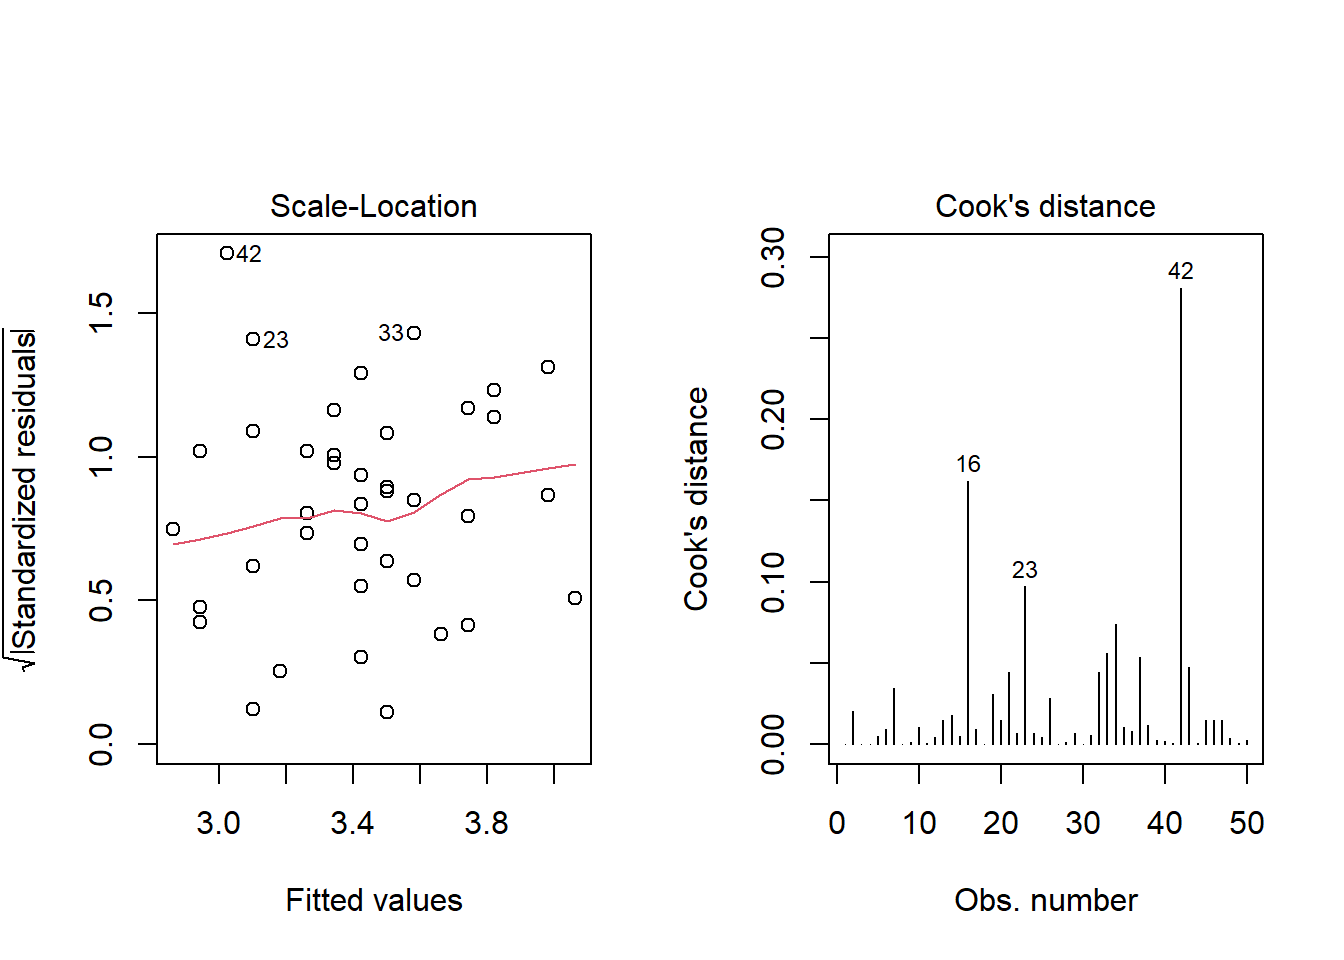 Scale-Location
√|Standardized residuals|
0.0 0.5 1.0 1.5
42
23
33
3.0 3.4 3.8
Fitted values
Cook's distance
Cook's distance
0.00 0.10 0.20 0.30
42
16
23
0 10 20 30 40 50
Obs. number